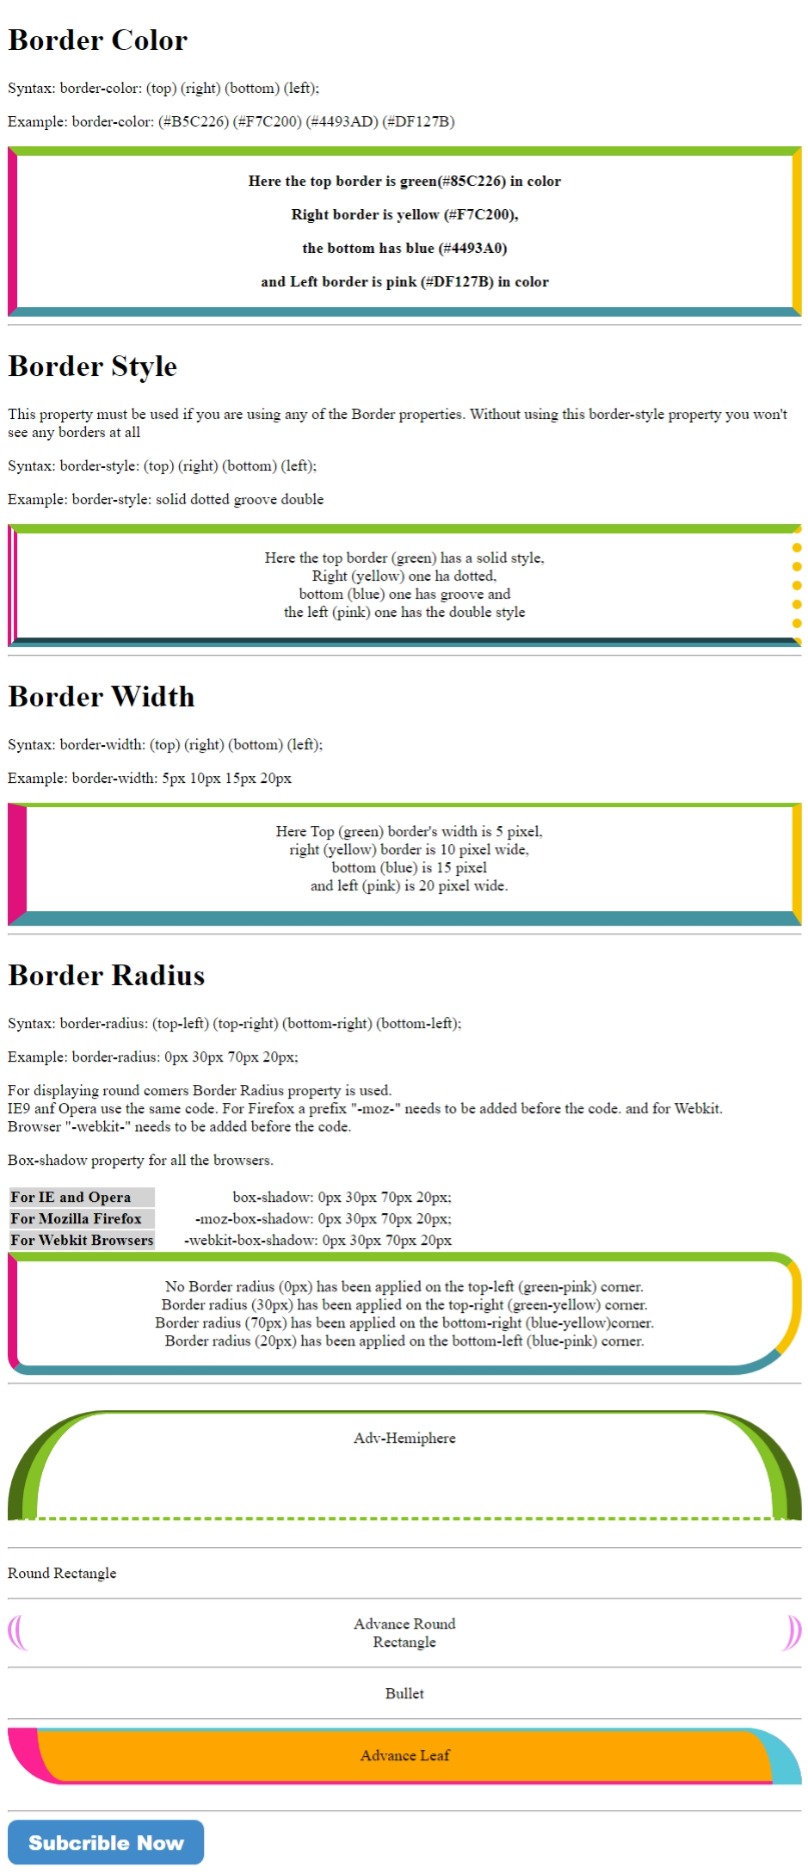 Border Color
Syntax: border-color: (top) (right) (bottom) (left);
Example: border-color: (#B5C226) (#F7C200) (#4493AD) (#DF127B)
Here the top border is green(#85C226) in color
Right border is yellow (#F7C200),
the bottom has blue (#4493A0)
and Left border is pink (#DF127B) in color
Border Style
This property must be used if you are using any of the Border properties. Without using this border-style property you won't
see any borders at all
Syntax: border-style: (top) (right) (bottom) (left);
Example: border-style: solid dotted groove double
Here the top border (green) has a solid style,
Right (yellow) one ha dotted,
bottom (blue) one has groove and
the left (pink) one has the double style
Border Width
Syntax: border-width: (top) (right) (bottom) (left);
Example: border-width: 5px 10px 15px 20px
Here Top (green) border's width is 5 pixel,
right (yellow) border is 10 pixel wide,
bottom (blue) is 15 pixel
and left (pink) is 20 pixel wide.
Border Radius
Syntax: border-radius: (top-left) (top-right) (bottom-right) (bottom-left);
Example: border-radius: 0px 30px 70px 20px;
For displaying round comers Border Radius property is used.
IE9 anf Opera use the same code. For Firefox a prefix "-moz-" needs to be added before the code. and for Webkit.
Browser "-webkit-" needs to be added before the code.
Box-shadow property for all the browsers.
For IE and Opera box-shadow: 0px 30px 70px 20px;
For Mozilla Firefox -moz-box-shadow: 0px 30px 70px 20px;
For Webkit Browsers -webkit-box-shadow: 0px 30px 70px 20px
No Border radius (0px) has been applied on the top-left (green-pink) corner.
Border radius (30px) has been applied on the top-right (green-yellow) corner.
Border radius (70px) has been applied on the bottom-right (blue-yellow)corner.
Border radius (20px) has been applied on the bottom-left (blue-pink) corner.
Adv-Hemiphere
Round Rectangle
Advance Round
Rectangle
Bullet
Advance Leaf
Subcrible Now